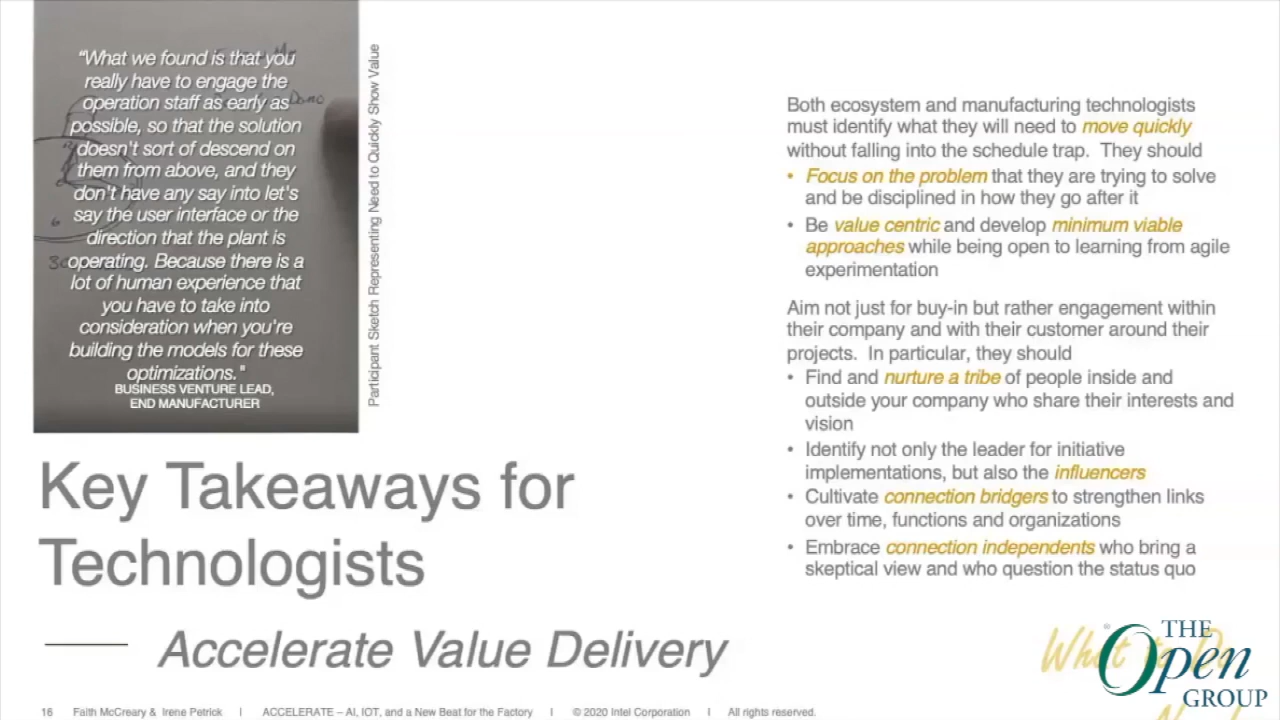 "What we found is that you
really have to engage the
operation staff as early as
possible, so that the solution
doesn't sort of descend on
them from above, and they
don't have any say into let's
say the user interface or the
direction that the plant is
operating. Because there is a
lot of human experience that
you have to take into
consideration when you're
building the models for these
optimizations."
BUSINESS VENTURE LEAD,
END MANUFACTURER
Participant Sketch Representing Need to Quickly Show Value
Key Takeaways for
Technologists
Accelerate Value Delivery
Both ecosystem and manufacturing technologists
must identify what they will need to move quickly
without falling into the schedule trap. They should
• Focus on the problem that they are trying to solve
and be disciplined in how they go after it
• Be value centric and develop minimum viable
approaches while being open to learning from agile
experimentation
Aim not just for buy-in but rather engagement within
their company and with their customer around their
projects. In particular, they should
• Find and nurture a tribe of people inside and
outside your company who share their interests and
vision
• Identify not only the leader for initiative
implementations, but also the influencers
• Cultivate connection bridgers to strengthen links
over time, functions and organizations
• Embrace connection independents who bring a
skeptical view and who question the status quo
What to Do
THE
Open
GROUP
®
16 Faith McCreary & Irene Petrick I ACCELERATE – AI, IOT, and a New Beat for the Factory I © 2020 Intel Corporation I All rights reserved.